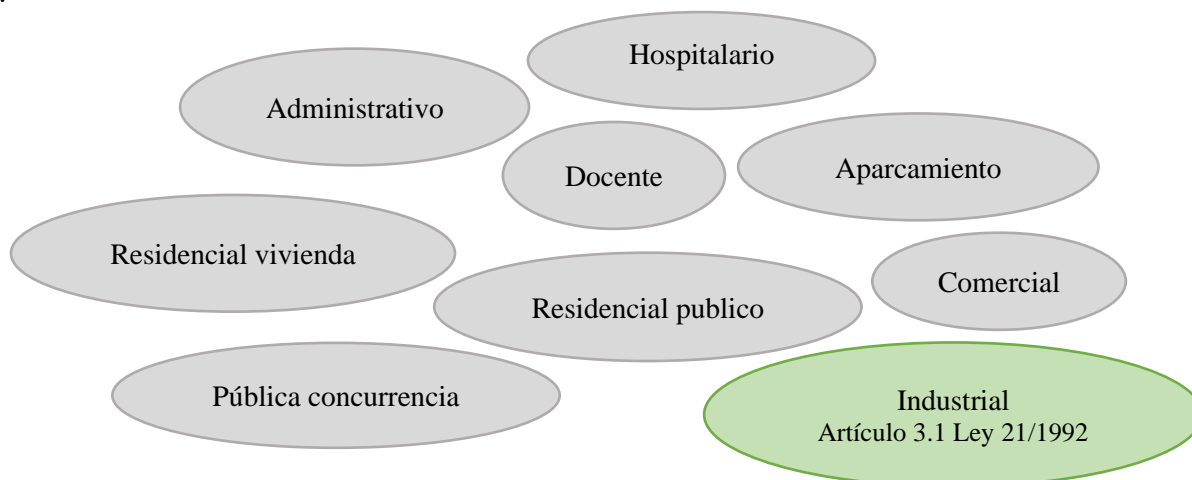 Hospitalario
Administrativo
Docente
Aparcamiento
Residencial vivienda
Comercial
Residencial publico
Pública concurrencia
Industrial
Artículo 3.1 Ley 21/1992